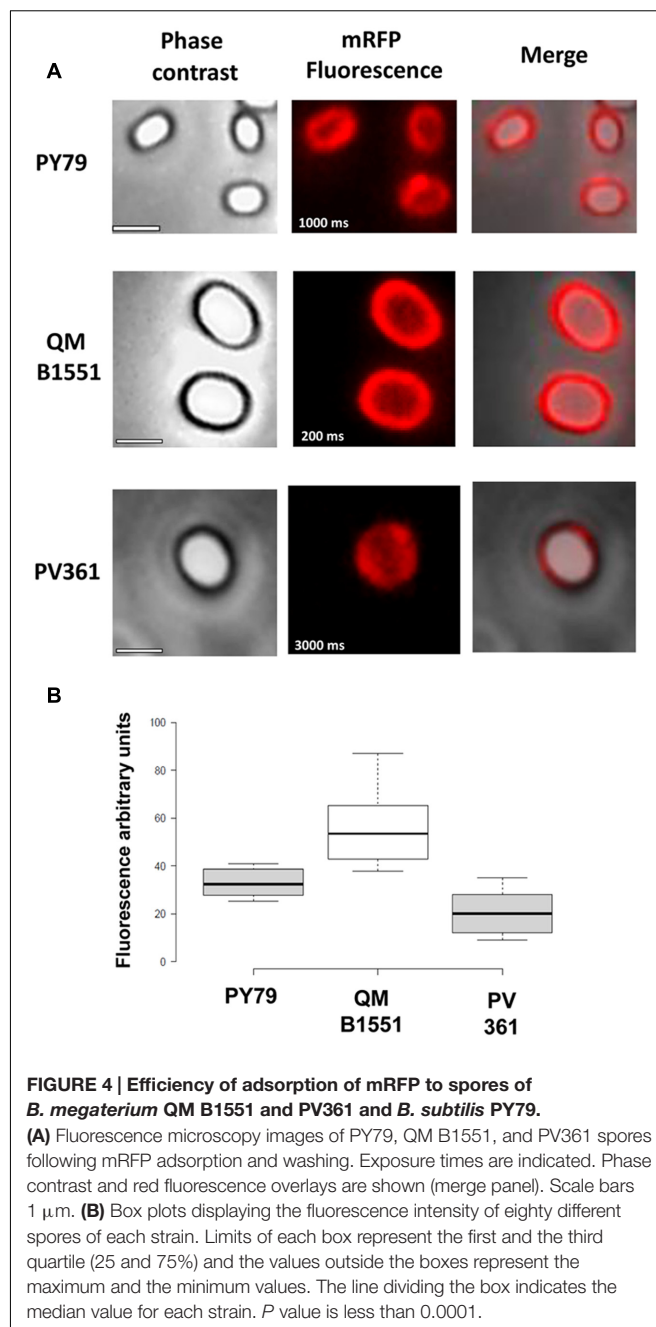 Phase contrast
mRFP Fluorescence
Merge
A
PY79
1000 ms
QM B1551
200 ms
PV361
3000 ms
B
Fluorescence arbitrary units
100
80
60
40
20
0
PY79
QM B1551
PV 361
FIGURE 4 | Efficiency of adsorption of mRFP to spores of
B. megaterium QM B1551 and PV361 and B. subtilis PY79.
(A) Fluorescence microscopy images of PY79, QM B1551, and PV361 spores
following mRFP adsorption and washing. Exposure times are indicated. Phase
contrast and red fluorescence overlays are shown (merge panel). Scale bars
1 μm. (B) Box plots displaying the fluorescence intensity of eighty different
spores of each strain. Limits of each box represent the first and the third
quartile (25 and 75%) and the values outside the boxes represent the
maximum and the minimum values. The line dividing the box indicates the
median value for each strain. P value is less than 0.0001.